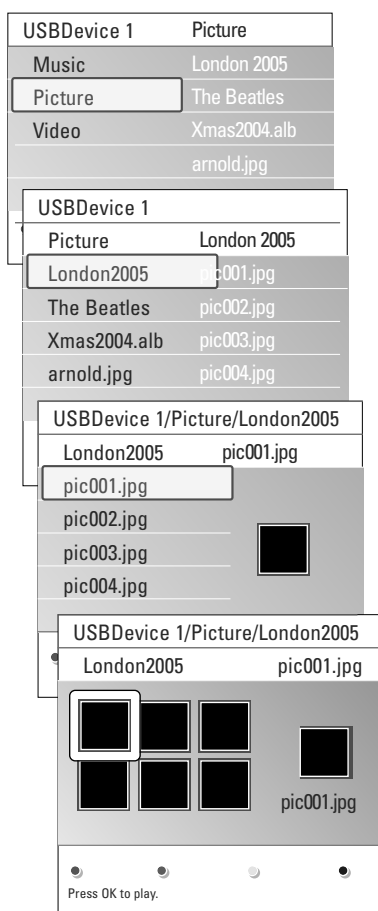 USBDevice 1 Picture
Music London 2005
Picture The Beatles
Video Xmas2004.alb
arnold.jpg
USBDevice 1
Picture London 2005
London2005 pic001.jpg
The Beatles pic002.jpg
Xmas2004.alb pic003.jpg
arnold.jpg pic004.jpg
USBDevice 1/Picture/London2005
London2005 pic001.jpg
pic001.jpg
pic002.jpg
pic003.jpg
pic004.jpg
USBDevice 1/Picture/London2005
London2005 pic001.jpg
pic001.jpg
Press OK to play.